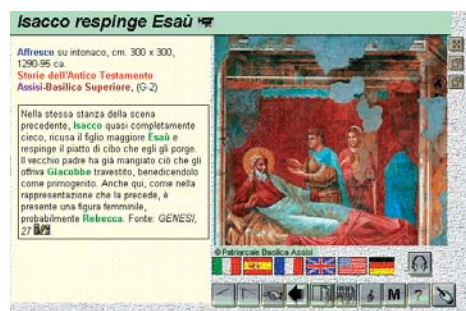 Isacco respinge Esaù
Affresco su intonaco, cm. 300 x 300,
1290-95 ca.
Storie dell'Antico Testamento
Assisi-Basilica Superiore, (G-2)
Nella stessa stanza della scena
precedente, Isacco quasi completamente
cieco, ricusa il figlio maggiore Esaù e
respinge il piatto di cibo che egli gli porge.
Il vecchio padre ha già mangiato ciò che gli
offriva Giacobbe travestito, benedicendolo
come primogenito. Anche qui, come nella
rappresentazione che la precede, è
presente una figura femminile,
probabilmente Rebecca. Fonte: GENESI,
27
© Patriarcale Basilica Assisi
M ?